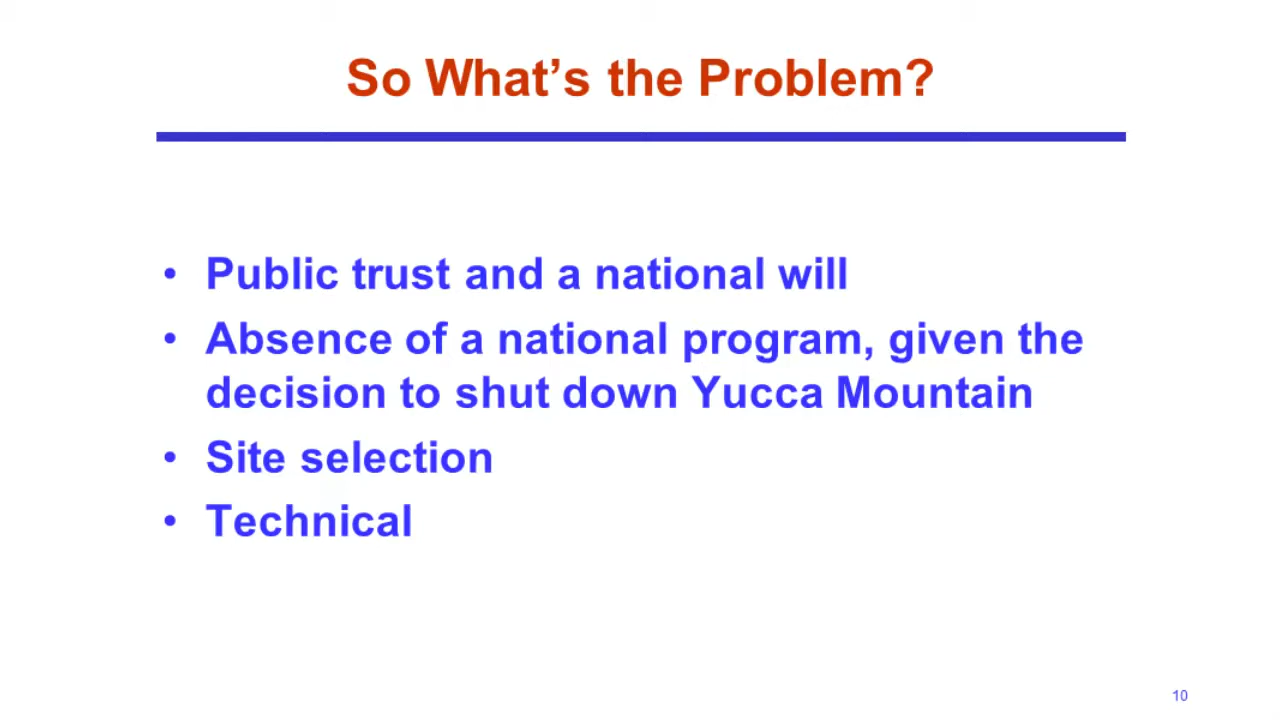 So What’s the Problem?
• Public trust and a national will
• Absence of a national program, given the
decision to shut down Yucca Mountain
• Site selection
• Technical
10